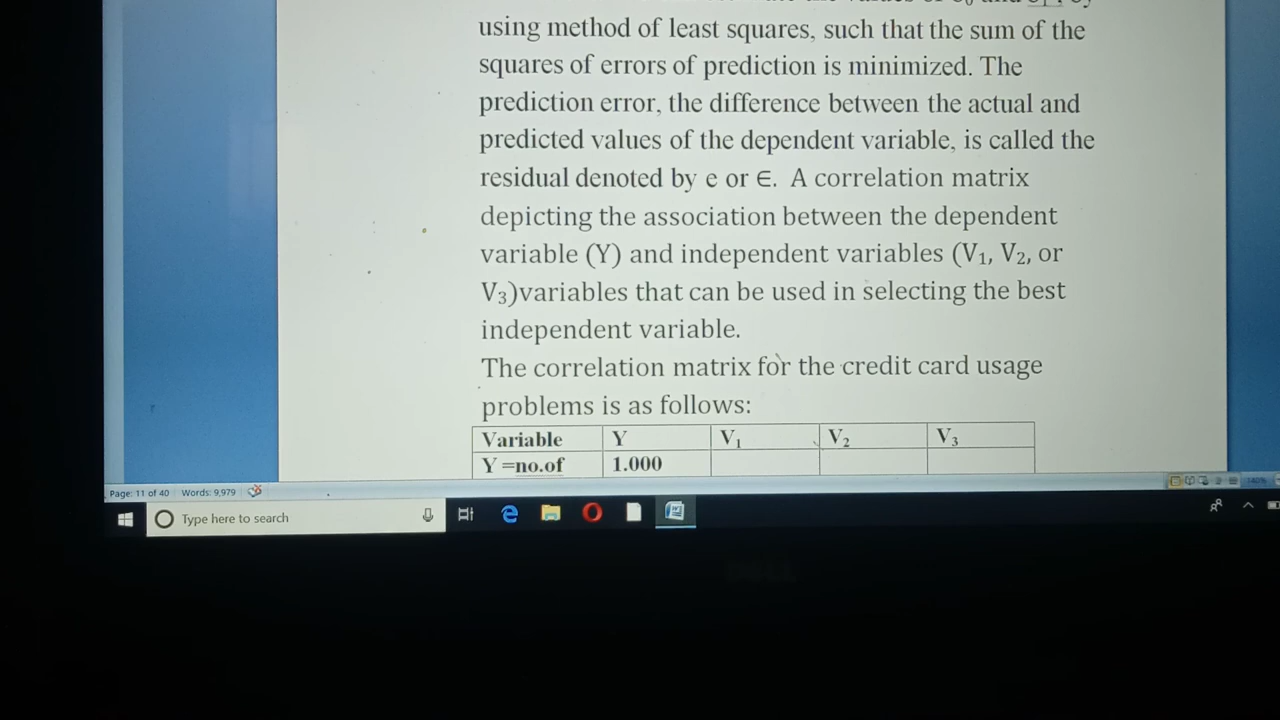 using method of least squares, such that the sum of the
squares of errors of prediction is minimized. The
prediction error, the difference between the actual and
predicted values of the dependent variable, is called the
residual denoted by e or ∈. A correlation matrix
depicting the association between the dependent
variable (Y) and independent variables (V₁, V₂, or
V₃)variables that can be used in selecting the best
independent variable.
The correlation matrix for the credit card usage
problems is as follows:
Variable Y V₁ V₂ V₃
Y =no.of 1.000
Page: 11 of 40 Words: 9,979 140%
Type here to search